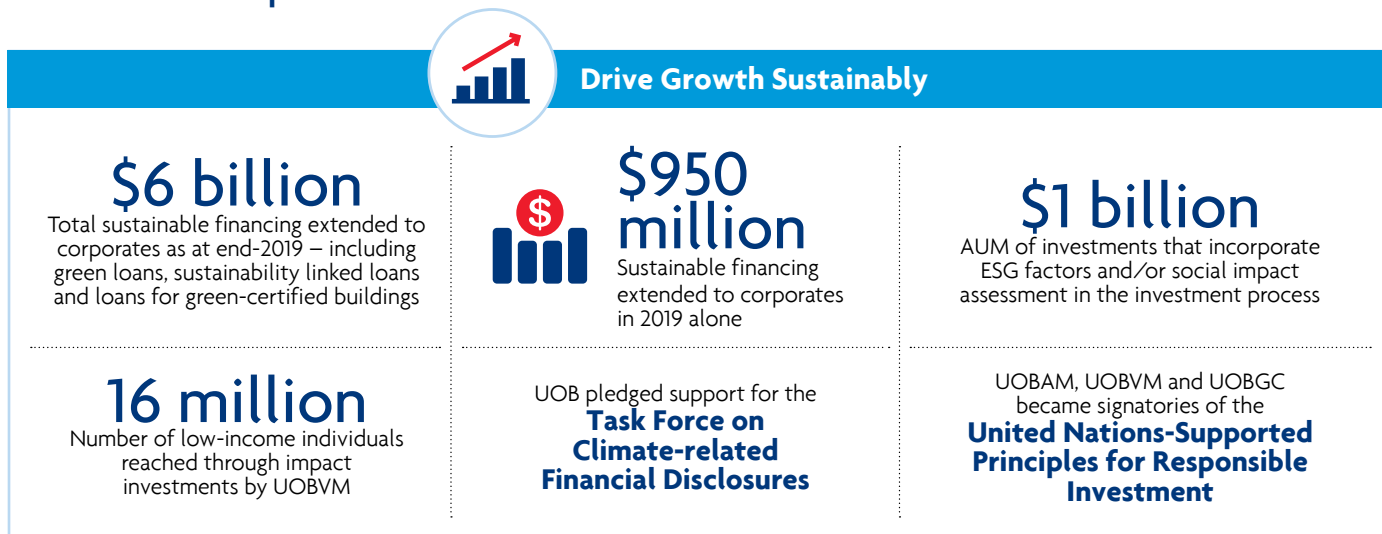 Drive Growth Sustainably
$6 billion
Total sustainable financing extended to
corporates as at end-2019 – including
green loans, sustainability linked loans
and loans for green-certified buildings
$
$950
million
Sustainable financing
extended to corporates
in 2019 alone
$1 billion
AUM of investments that incorporate
ESG factors and/or social impact
assessment in the investment process
16 million
Number of low-income individuals
reached through impact
investments by UOBVM
UOB pledged support for the
Task Force on
Climate-related
Financial Disclosures
UOBAM, UOBVM and UOBGC
became signatories of the
United Nations-Supported
Principles for Responsible
Investment